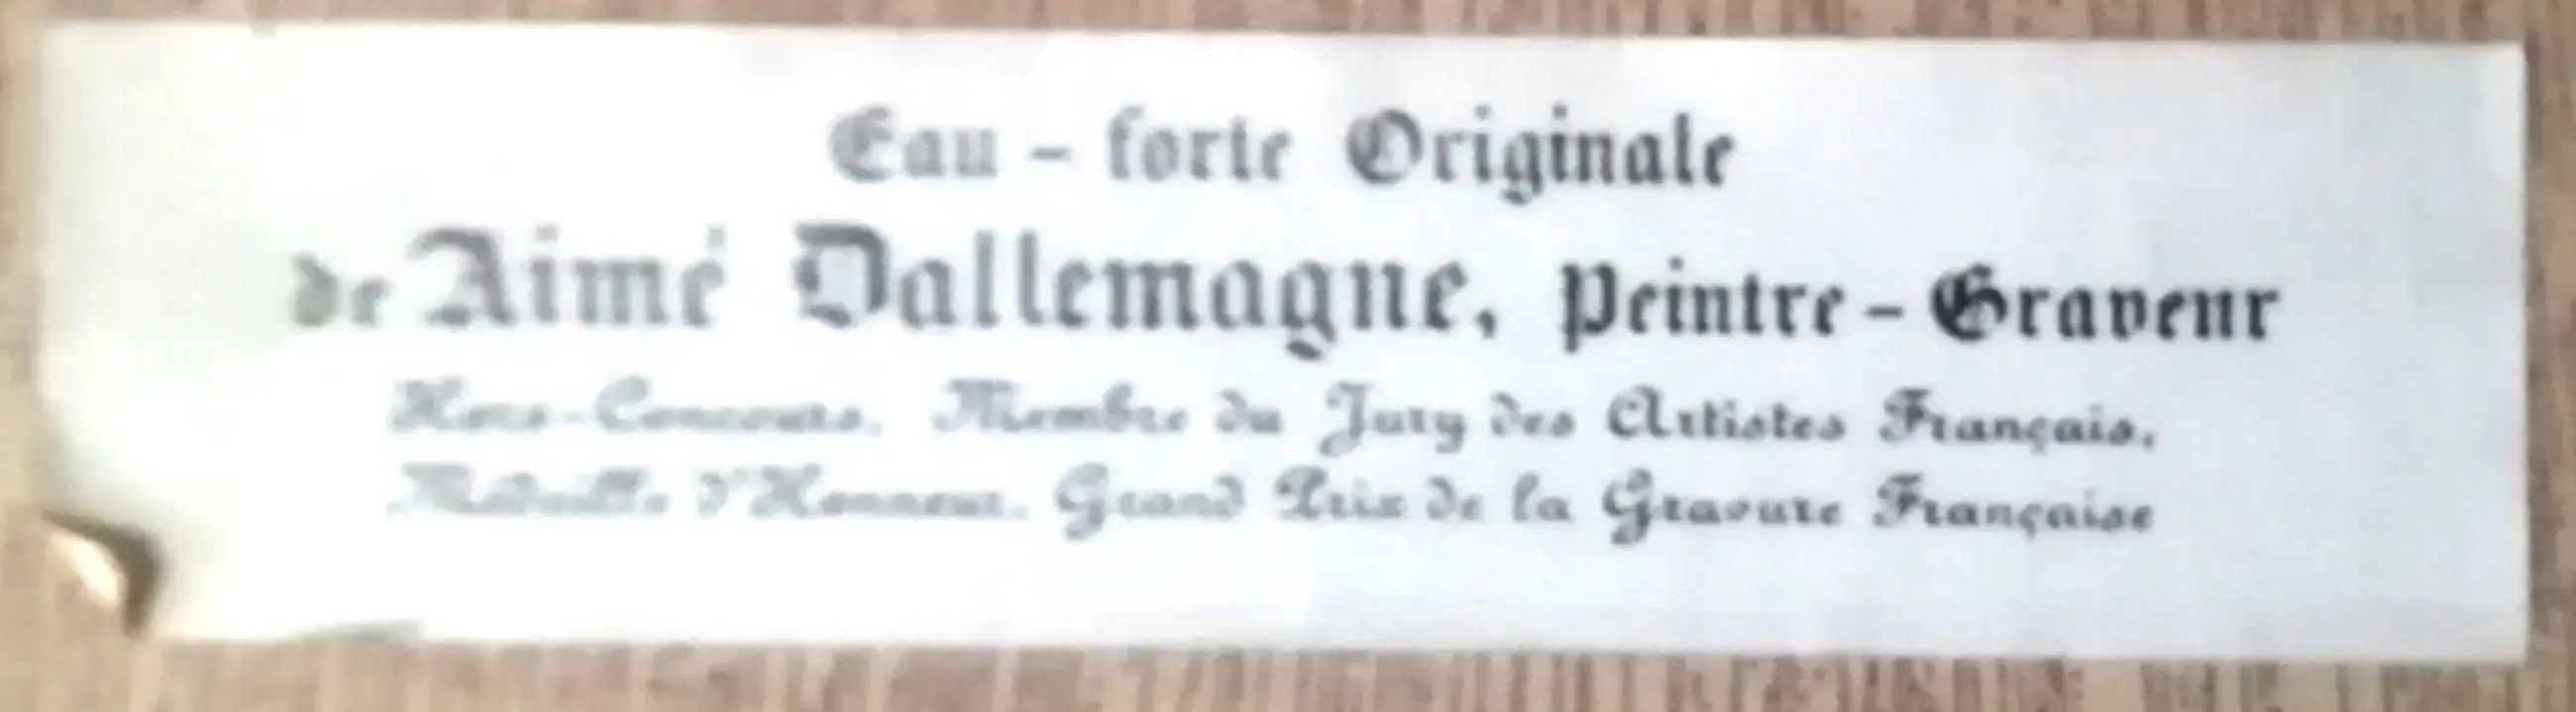 Eau - forte Originale
de Aimé Dallemagne, Peintre - Graveur
Hors-Concours, Membre du Jury des Artistes Français,
Médaille d'Honneur, Grand Prix de la Gravure Française